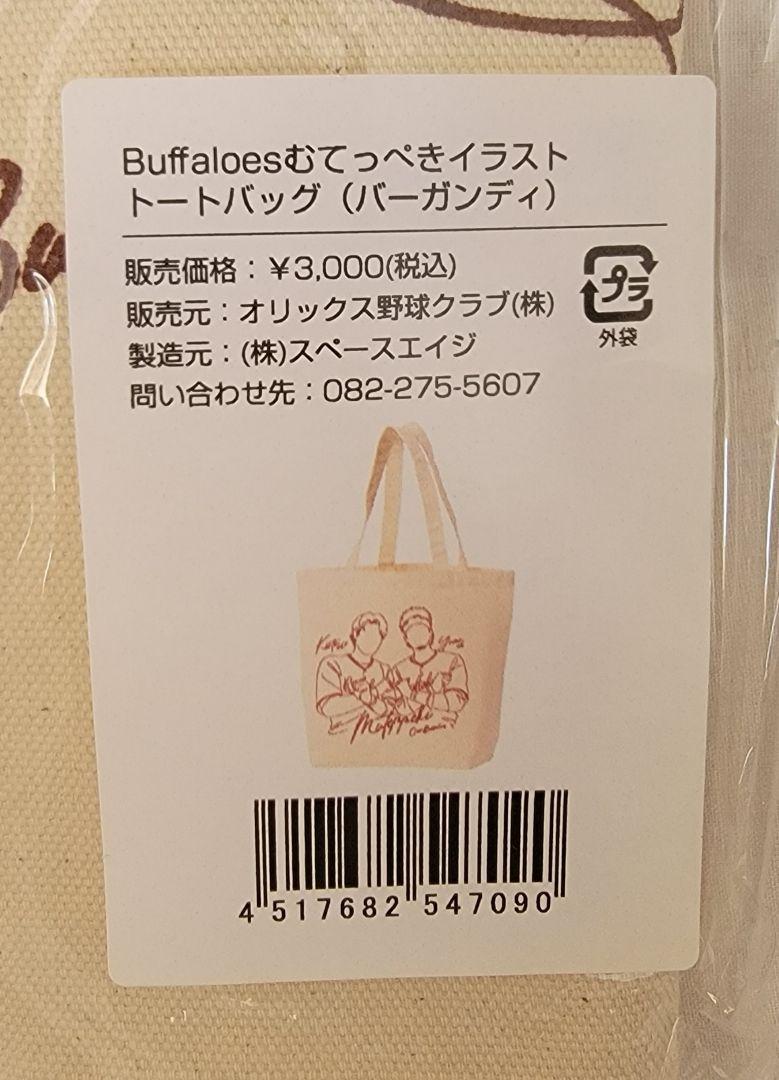 Buffaloesむてっぺきイラスト
トートバッグ（バーガンディ）
販売価格：￥3,000(税込)
販売元：オリックス野球クラブ(株)
製造元：(株)スペースエイジ
問い合わせ先：082-275-5607
プラ
外袋
4 517682 547090